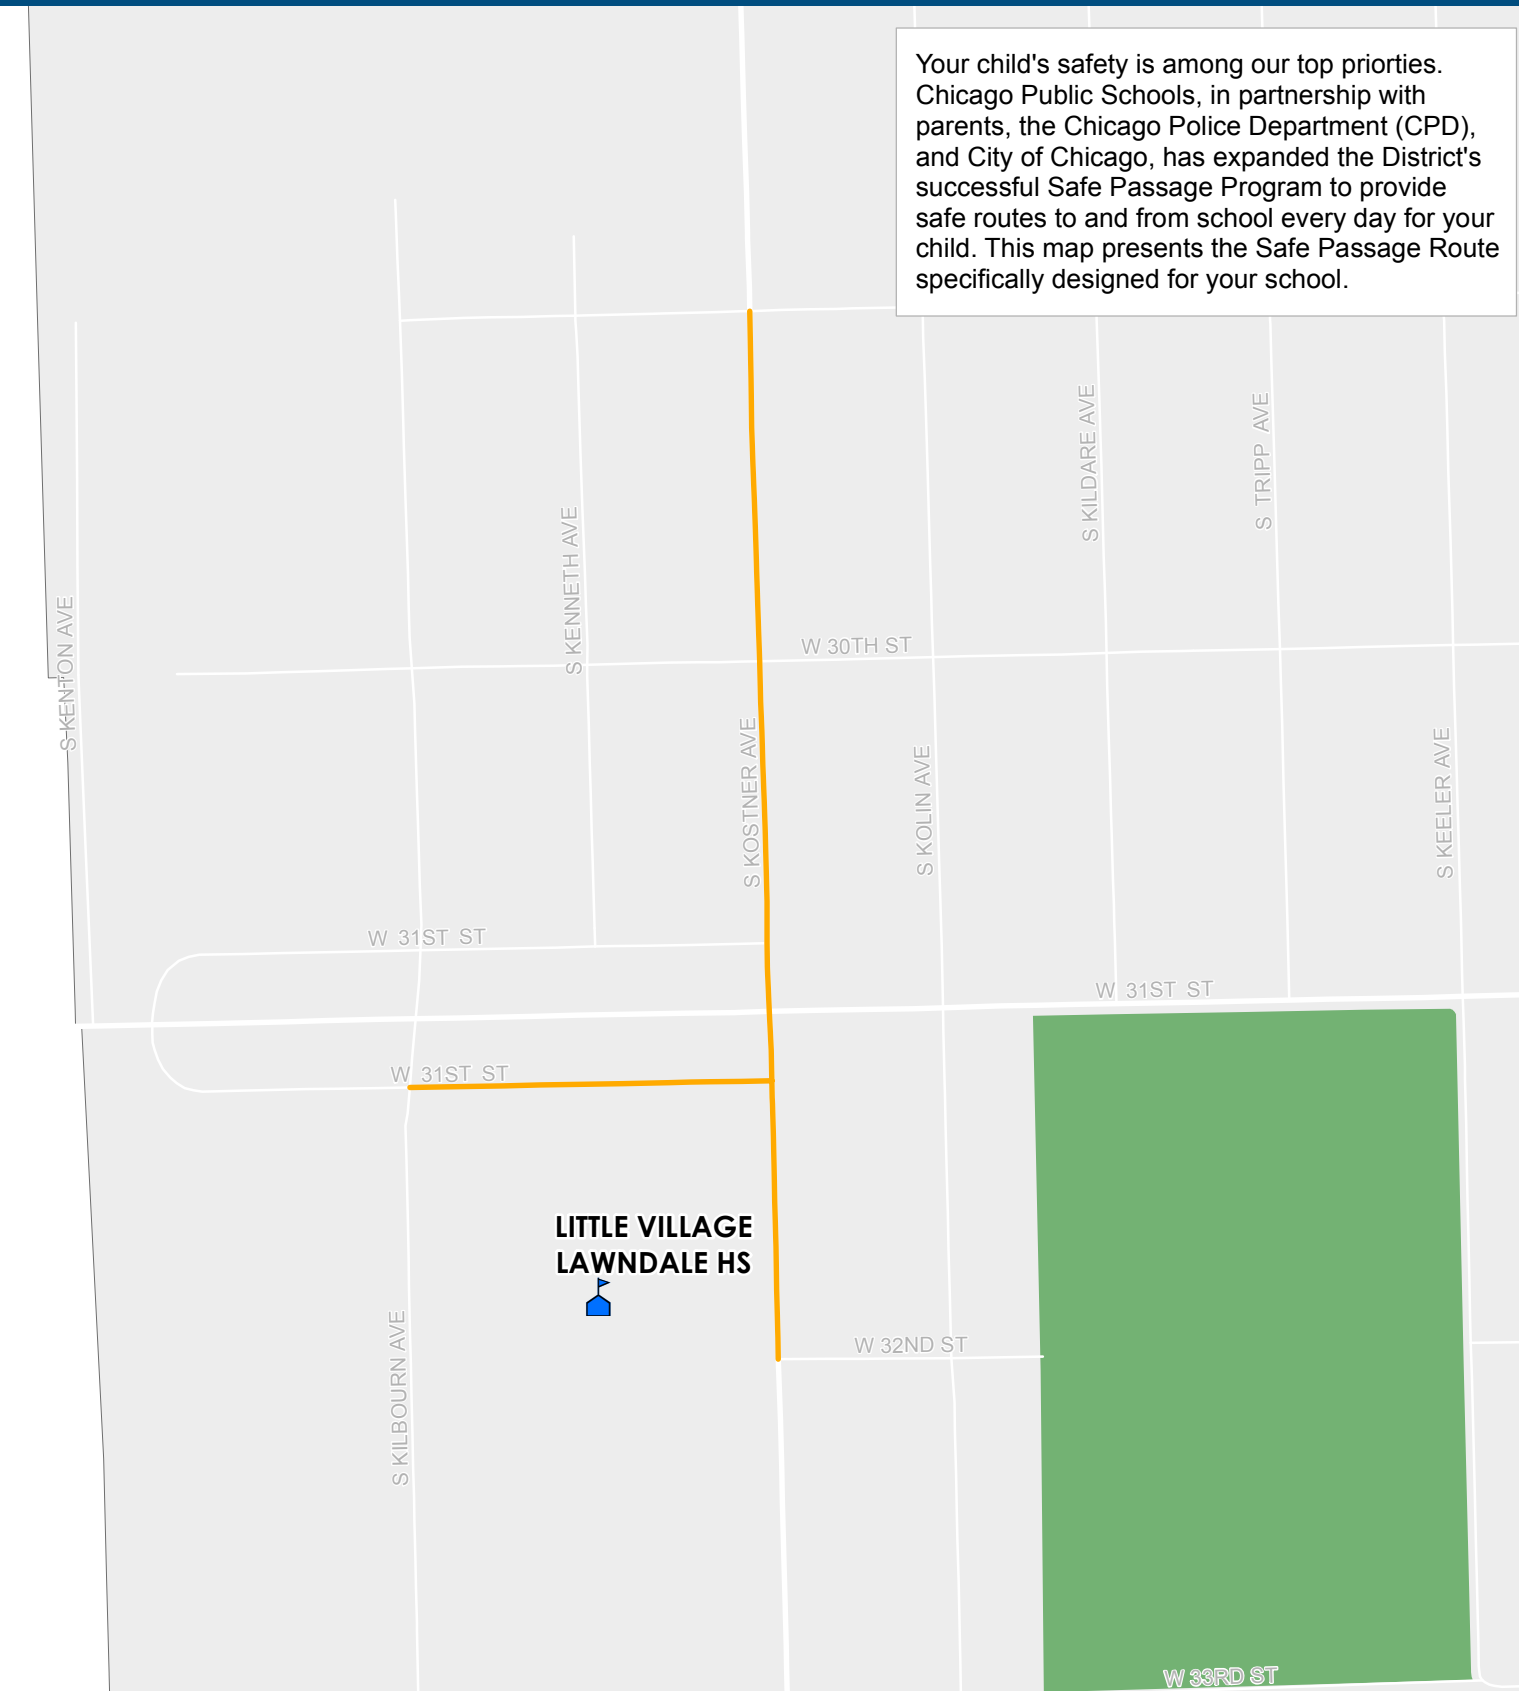 Your child's safety is among our top priorties.
Chicago Public Schools, in partnership with
parents, the Chicago Police Department (CPD),
and City of Chicago, has expanded the District's
successful Safe Passage Program to provide
safe routes to and from school every day for your
child. This map presents the Safe Passage Route
specifically designed for your school.
S KILDARE AVE
S TRIPP AVE
S KENNETH AVE
S KENTON AVE
W 30TH ST
S KOSTNER AVE
S KOLIN AVE
S KEELER AVE
W 31ST ST
W 31ST ST
W 31ST ST
LITTLE VILLAGE
LAWNDALE HS
S KILBOURN AVE
W 32ND ST
W 33RD ST